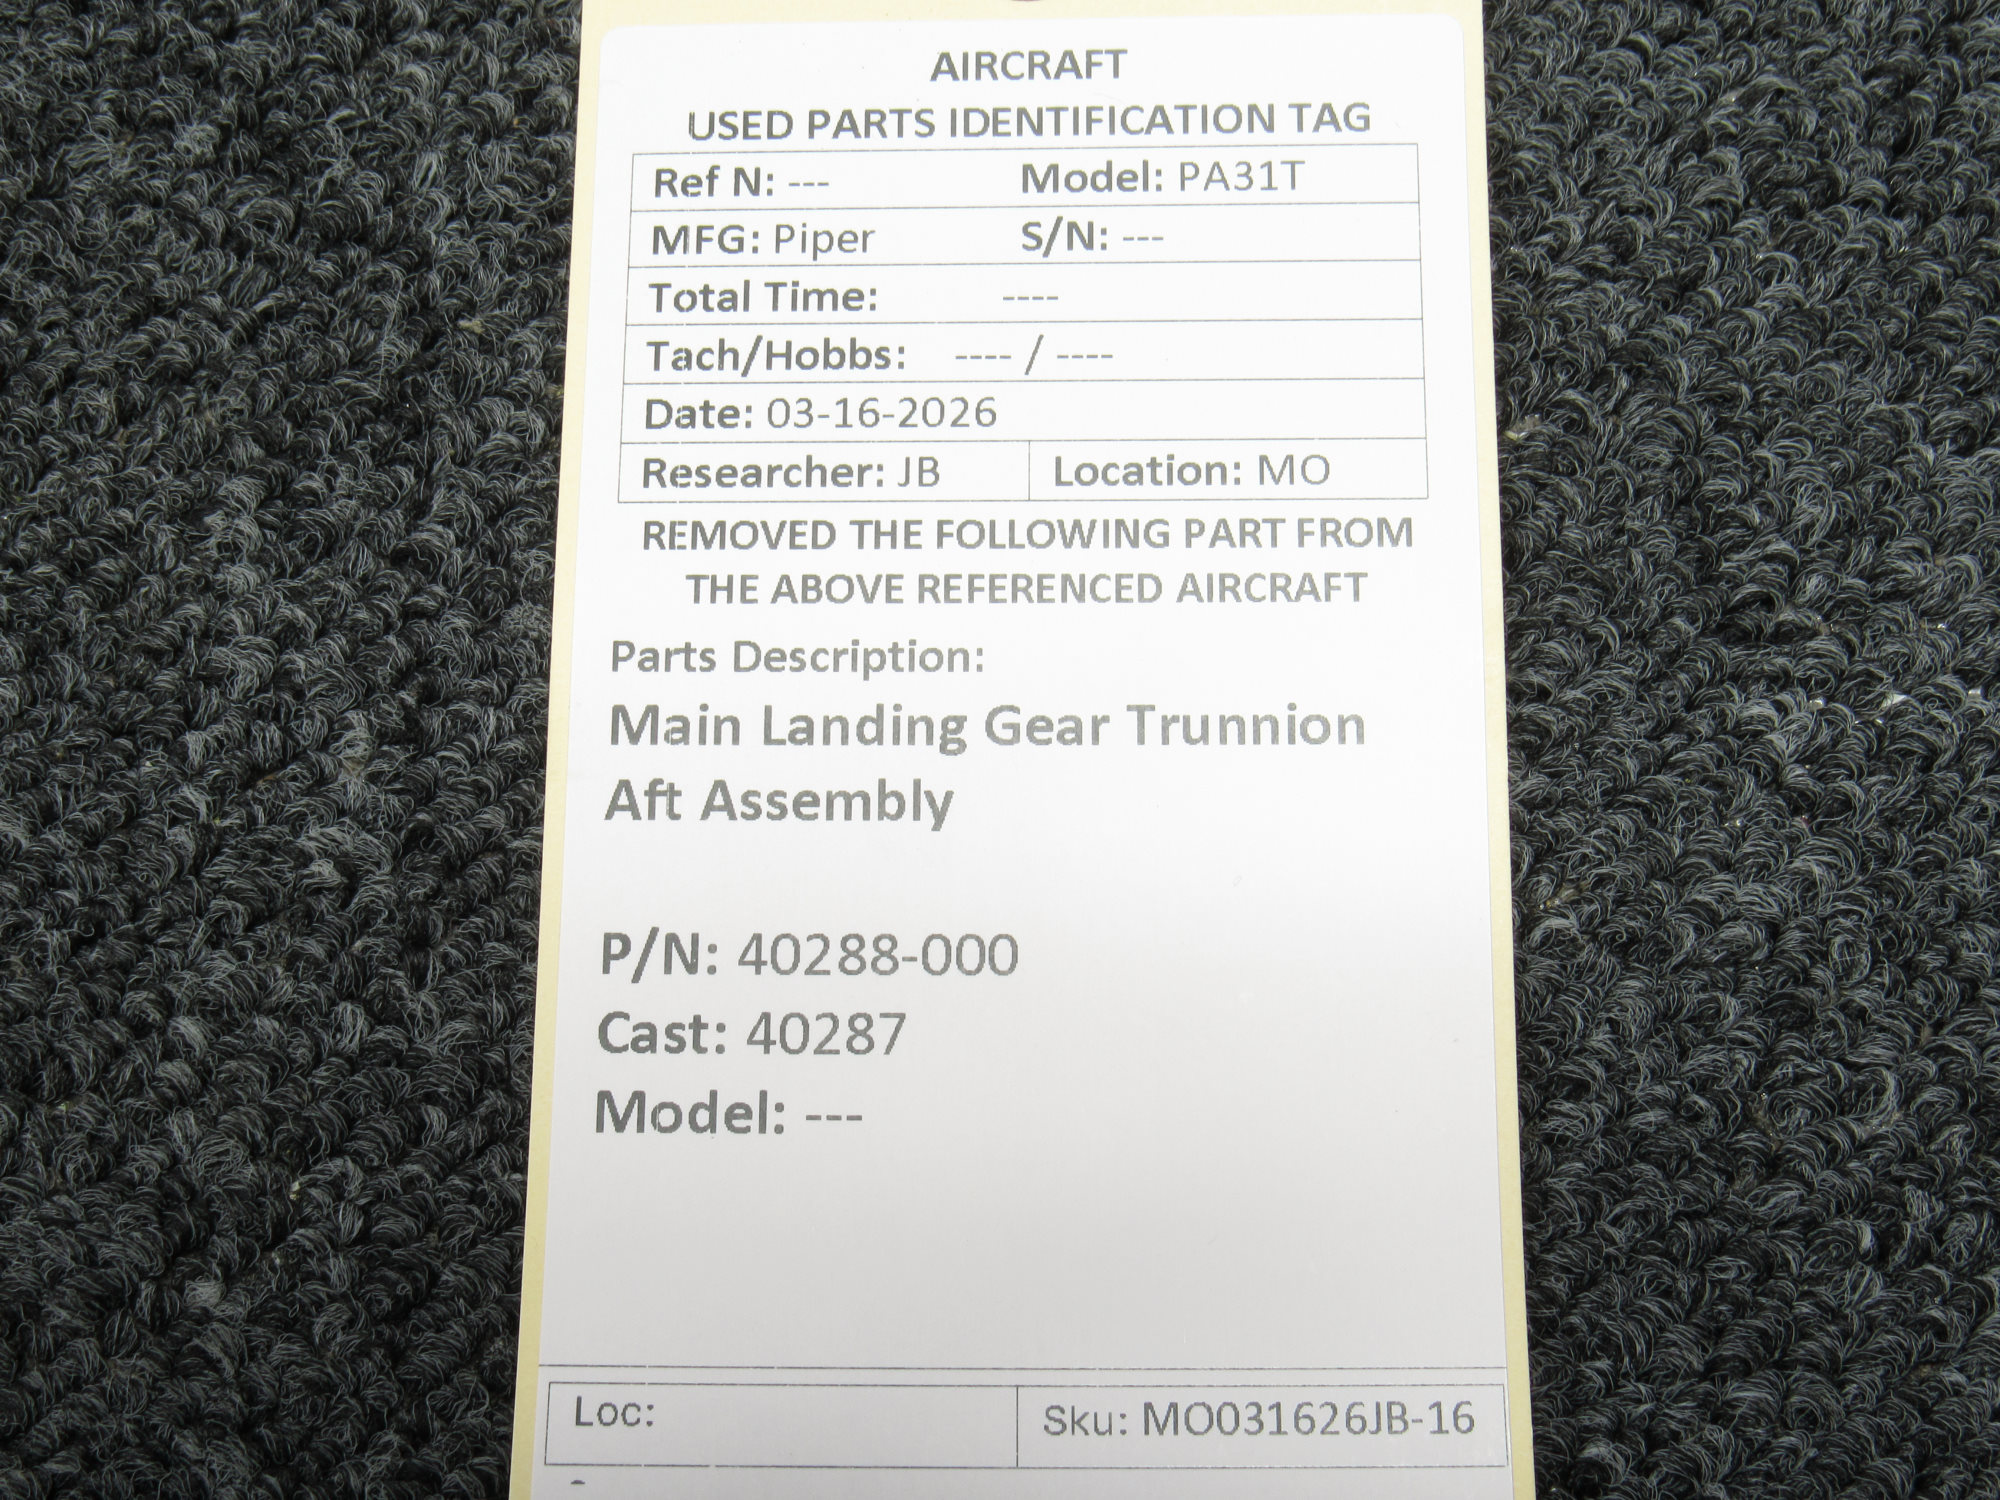 AIRCRAFT
USED PARTS IDENTIFICATION TAG
Ref N: --- Model: PA31T
MFG: Piper S/N: ---
Total Time: ----
Tach/Hobbs: ---- / ----
Date: 03-16-2026
Researcher: JB Location: MO
REMOVED THE FOLLOWING PART FROM
THE ABOVE REFERENCED AIRCRAFT
Parts Description:
Main Landing Gear Trunnion
Aft Assembly
P/N: 40288-000
Cast: 40287
Model: ---
Loc: Sku: MO031626JB-16